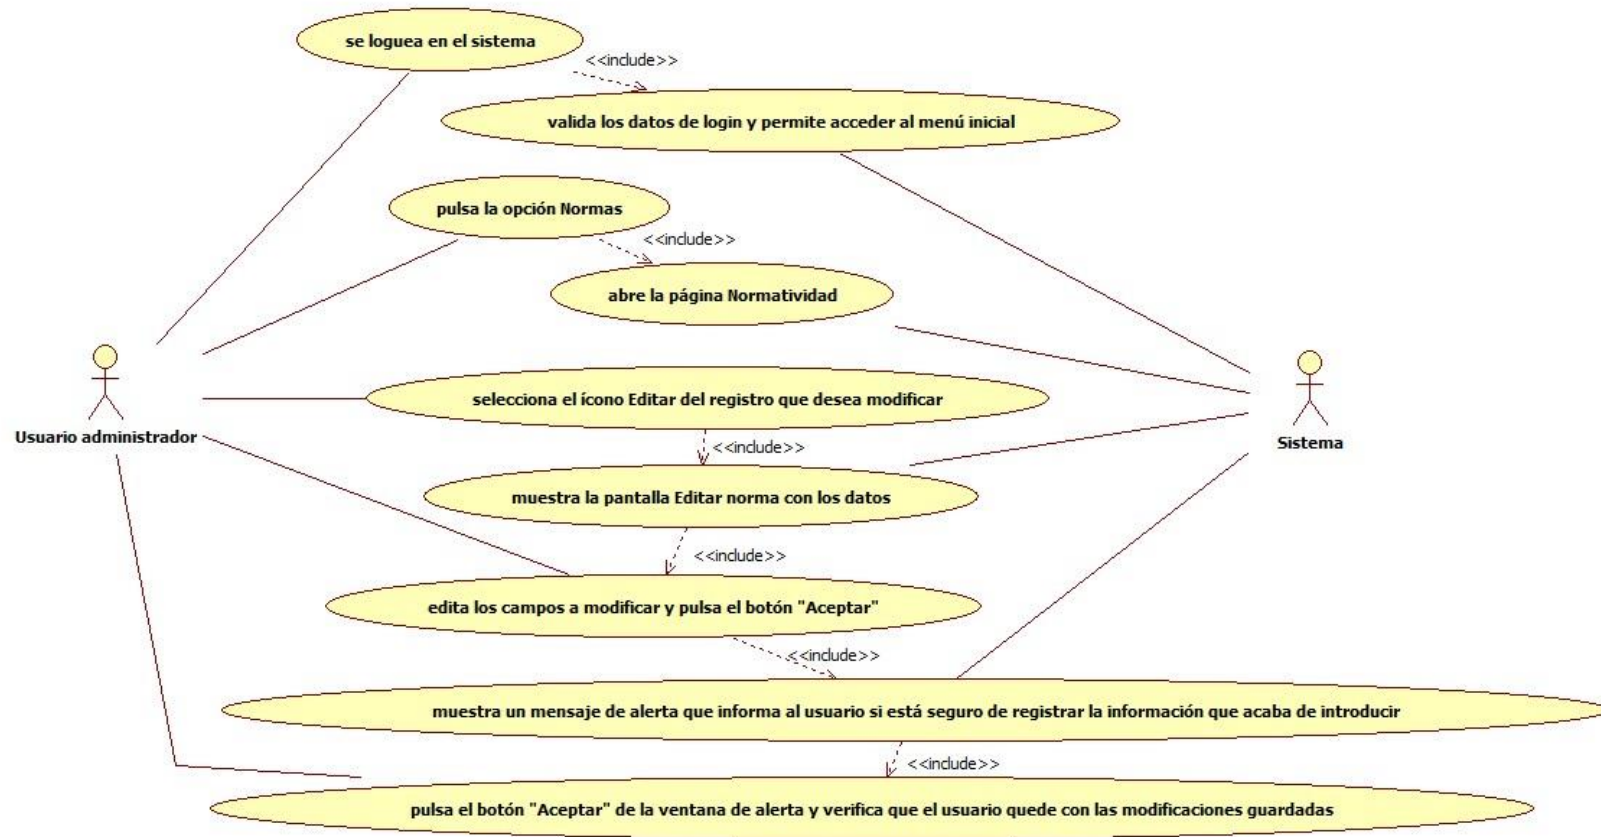 se loguea en el sistema
<<include>>
valida los datos de login y permite acceder al menú inicial
pulsa la opción Normas
<<include>>
abre la página Normatividad
selecciona el ícono Editar del registro que desea modificar
Usuario administrador
Sistema
<<include>>
muestra la pantalla Editar norma con los datos
<<include>>
edita los campos a modificar y pulsa el botón "Aceptar"
<<include>>
muestra un mensaje de alerta que informa al usuario si está seguro de registrar la información que acaba de introducir
<<include>>
pulsa el botón "Aceptar" de la ventana de alerta y verifica que el usuario quede con las modificaciones guardadas